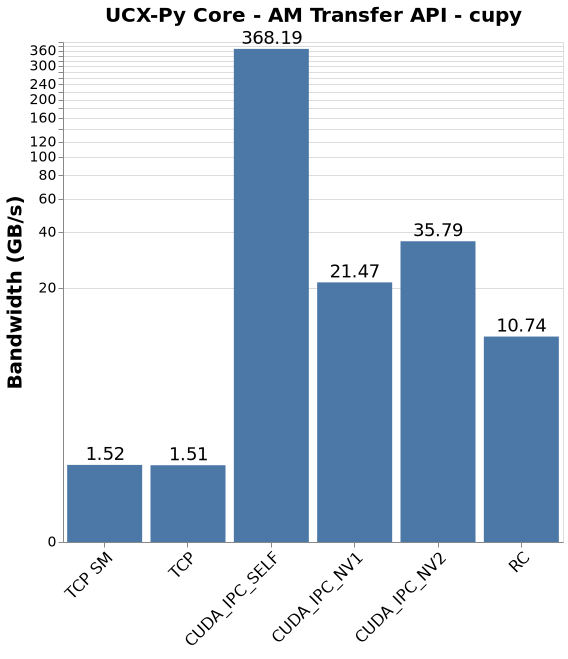 UCX-Py Core - AM Transfer API - cupy
Bandwidth (GB/s)
360
300
240
200
160
120
100
80
60
40
20
0
368.19
35.79
21.47
10.74
1.52
1.51
TCP SM
TCP
CUDA_IPC_SELF
CUDA_IPC_NV1
CUDA_IPC_NV2
RC